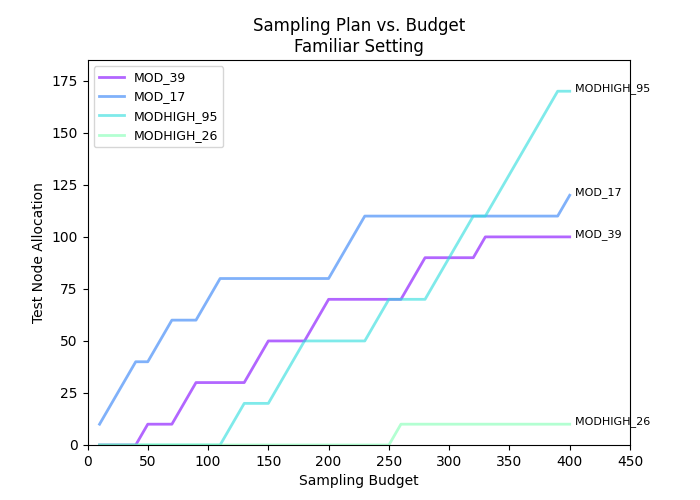 Sampling Plan vs. Budget
Familiar Setting
MOD_39
MOD_17
MODHIGH_95
MODHIGH_26
Test Node Allocation
175
150
125
100
75
50
25
0
MODHIGH_95
MOD_17
MOD_39
MODHIGH_26
0 50 100 150 200 250 300 350 400 450
Sampling Budget